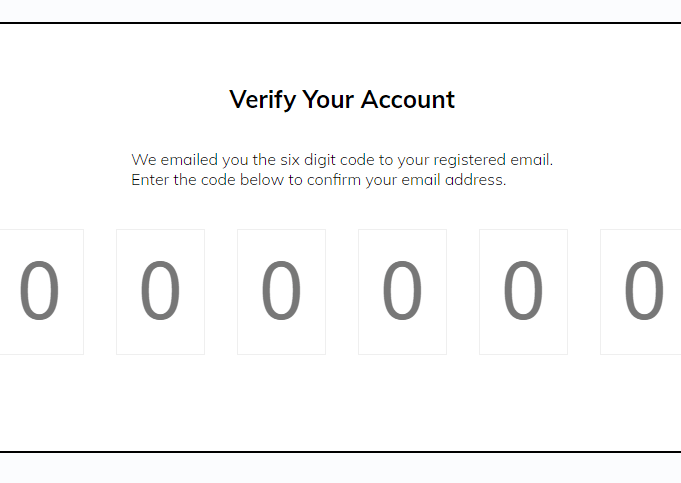 Verify Your Account
We emailed you the six digit code to your registered email.
Enter the code below to confirm your email address.
0 0 0 0 0 0